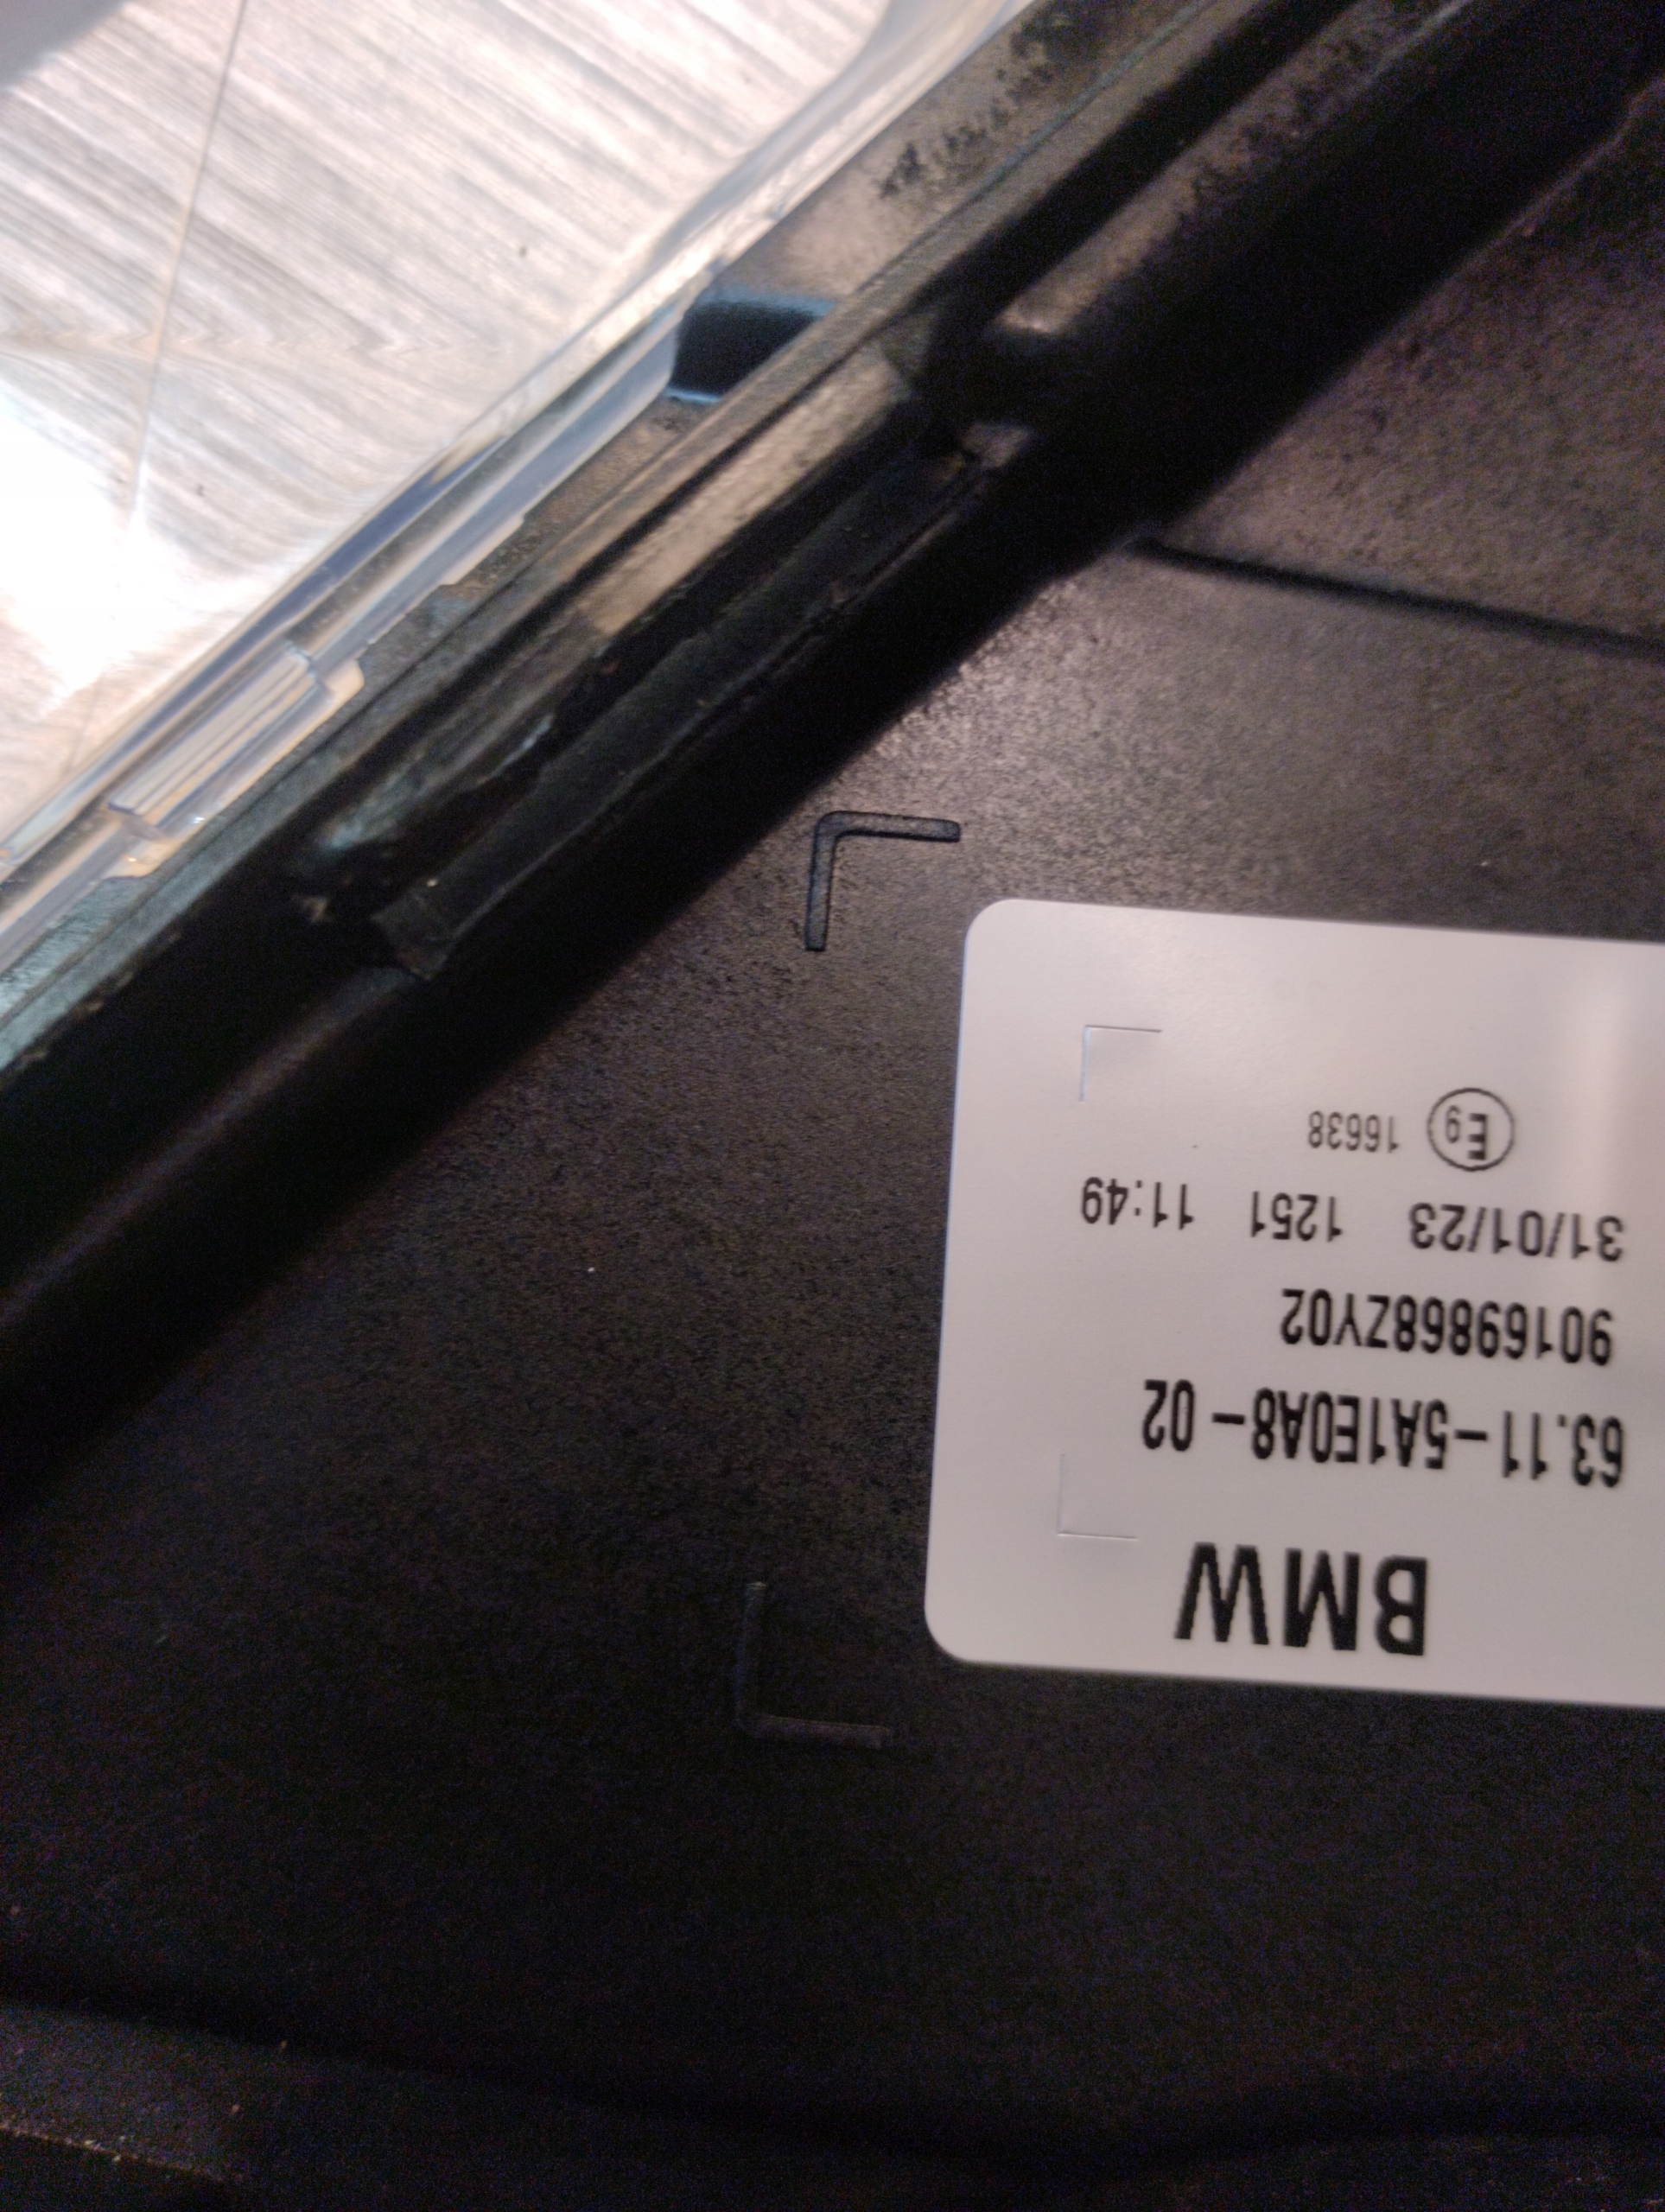 BMW
63.11-5A1E0A8-02
90169868ZY02
31/01/23 1251 11:49
E9 16638